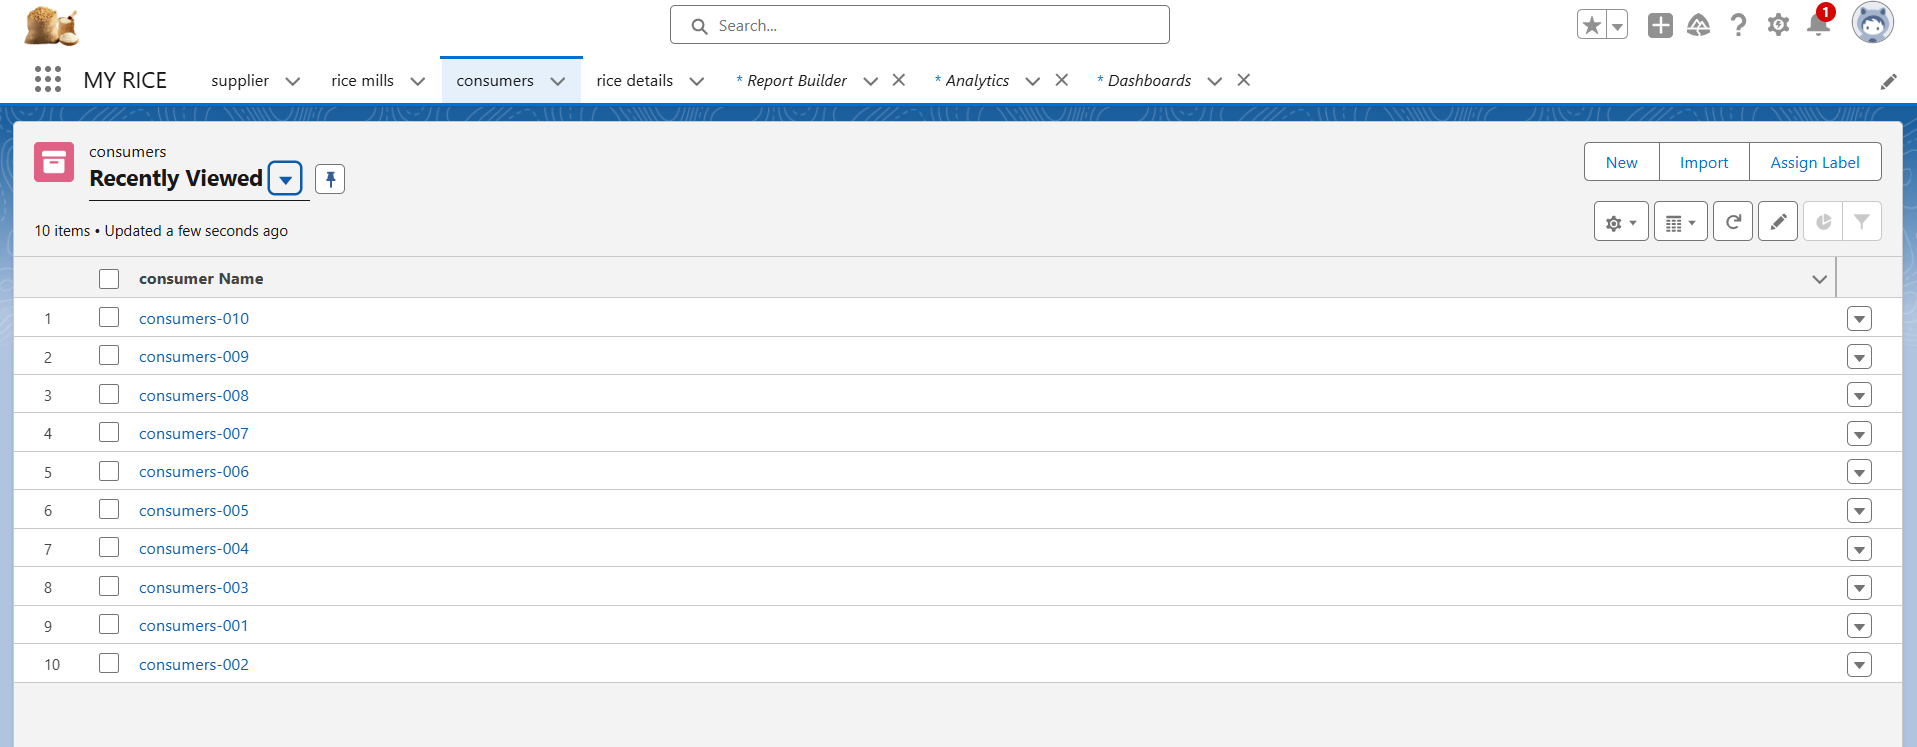 Search...
1
MY RICE
supplier
rice mills
consumers
rice details
* Report Builder
* Analytics
* Dashboards
consumers
Recently Viewed
New
Import
Assign Label
10 items • Updated a few seconds ago
consumer Name
1 consumers-010
2 consumers-009
3 consumers-008
4 consumers-007
5 consumers-006
6 consumers-005
7 consumers-004
8 consumers-003
9 consumers-001
10 consumers-002